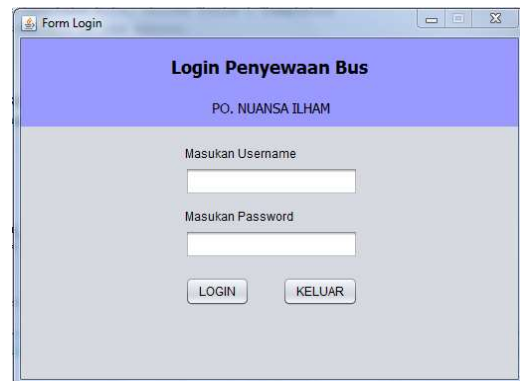 Form Login
Login Penyewaan Bus
PO. NUANSA ILHAM
Masukan Username
Masukan Password
LOGIN KELUAR